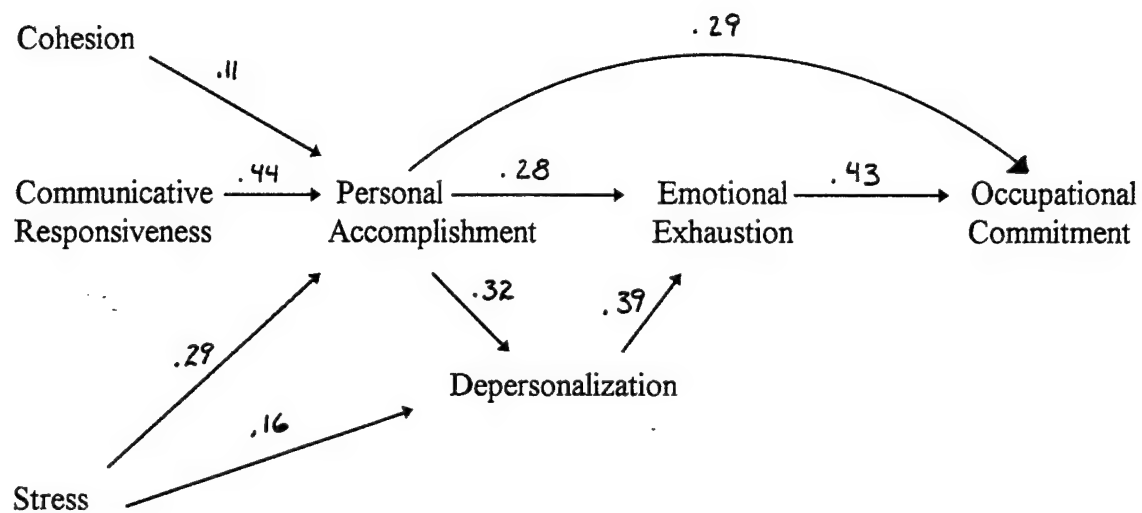 Cohesion
.11
.29
Communicative
Responsiveness
.44
Personal
Accomplishment
.28
Emotional
Exhaustion
.43
Occupational
Commitment
.32
.39
.29
Depersonalization
.16
Stress